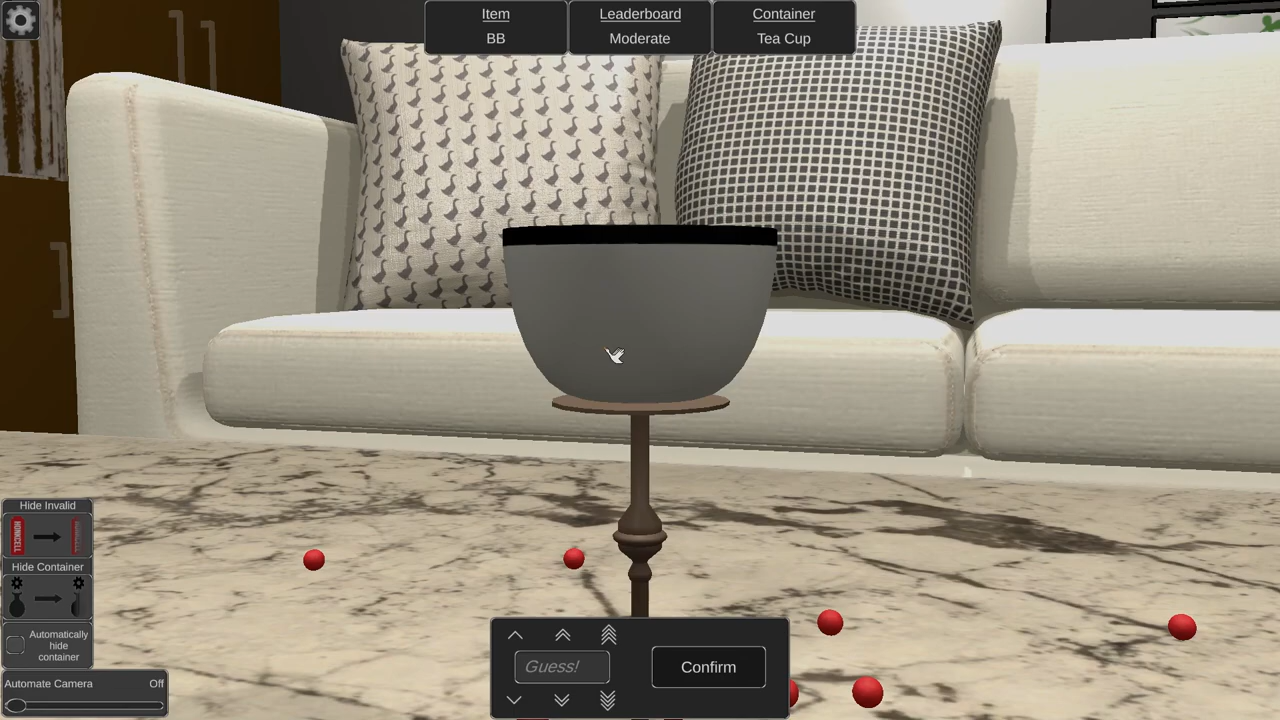 Item
BB
Leaderboard
Moderate
Container
Tea Cup
Hide Invalid
Hide Container
Automatically
hide
container
Automate Camera Off
Guess!
Confirm